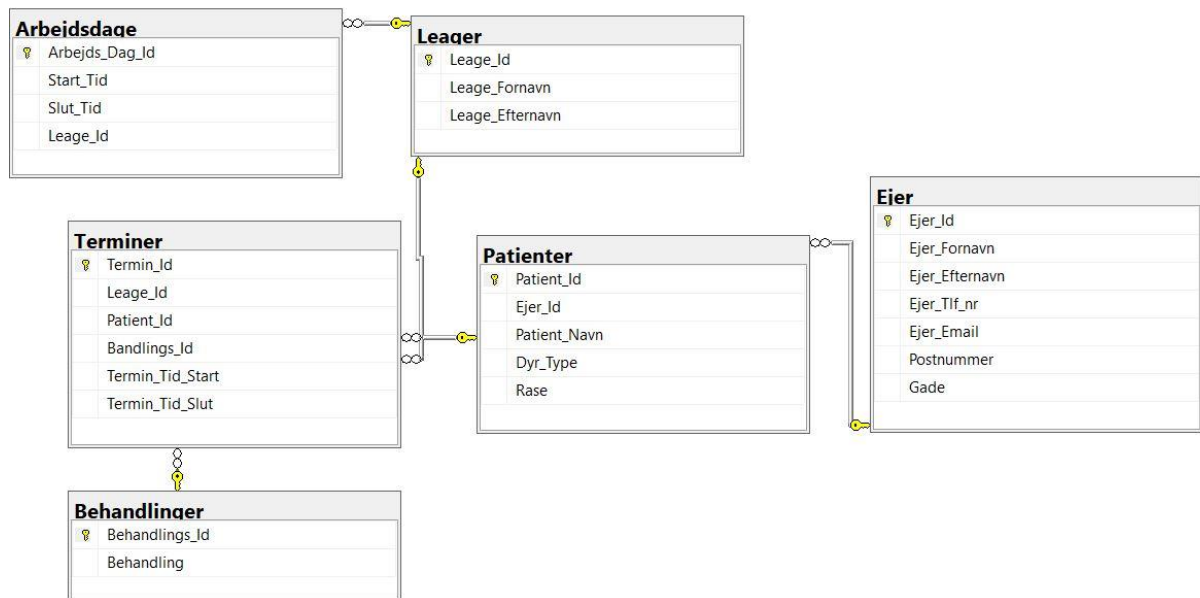 Arbejdsdage
Arbejds_Dag_Id
Start_Tid
Slut_Tid
Leage_Id
Leager
Leage_Id
Leage_Fornavn
Leage_Efternavn
Terminer
Termin_Id
Leage_Id
Patient_Id
Bandlings_Id
Termin_Tid_Start
Termin_Tid_Slut
Patienter
Patient_Id
Ejer_Id
Patient_Navn
Dyr_Type
Rase
Ejer
Ejer_Id
Ejer_Fornavn
Ejer_Efternavn
Ejer_Tlf_nr
Ejer_Email
Postnummer
Gade
Behandlinger
Behandlings_Id
Behandling